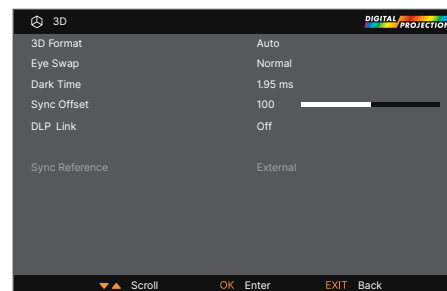 3D
DIGITAL PROJECTION
3D Format Auto
Eye Swap Normal
Dark Time 1.95 ms
Sync Offset 100
DLP Link Off
Sync Reference External
Scroll OK Enter EXIT Back